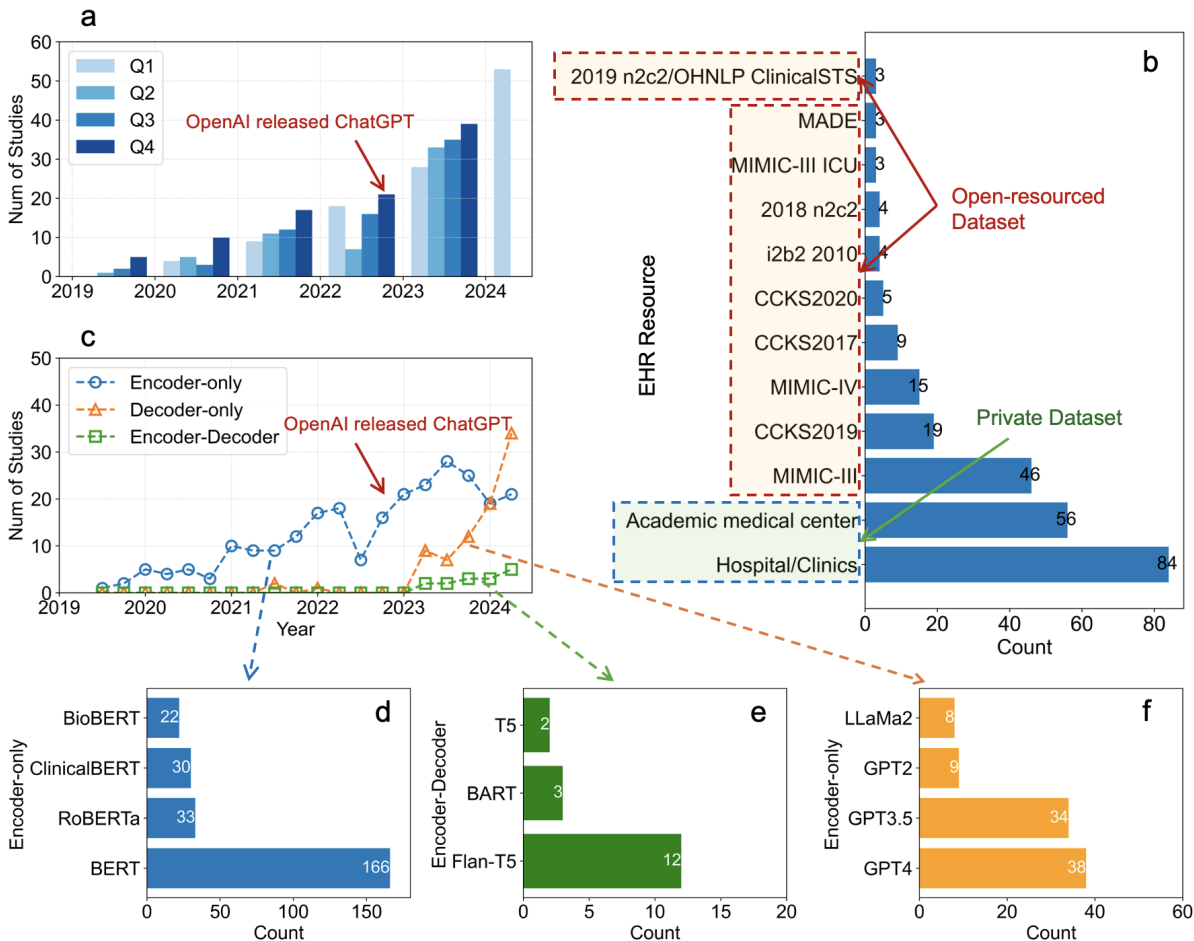 a
60
50
40
30
20
10
0
Num of Studies
Q1
Q2
Q3
Q4
OpenAI released ChatGPT
2019 2020 2021 2022 2023 2024
b
EHR Resource
2019 n2c2/OHNLP ClinicalSTS 3
MADE 3
MIMIC-III ICU 3
2018 n2c2 4
i2b2 2010 4
CCKS2020 5
CCKS2017 9
MIMIC-IV 15
CCKS2019 19
MIMIC-III 46
Academic medical center 56
Hospital/Clinics 84
Open-resourced
Dataset
Private Dataset
0 20 40 60 80
Count
c
50
40
30
20
10
0
Num of Studies
Encoder-only
Decoder-only
Encoder-Decoder
OpenAI released ChatGPT
2019 2020 2021 2022 2023 2024
Year
d
Encoder-only
BioBERT 22
ClinicalBERT 30
RoBERTa 33
BERT 166
0 50 100 150
Count
e
Encoder-Decoder
T5 2
BART 3
Flan-T5 12
0 5 10 15 20
Count
f
Encoder-only
LLaMa2 8
GPT2 9
GPT3.5 34
GPT4 38
0 20 40 60
Count